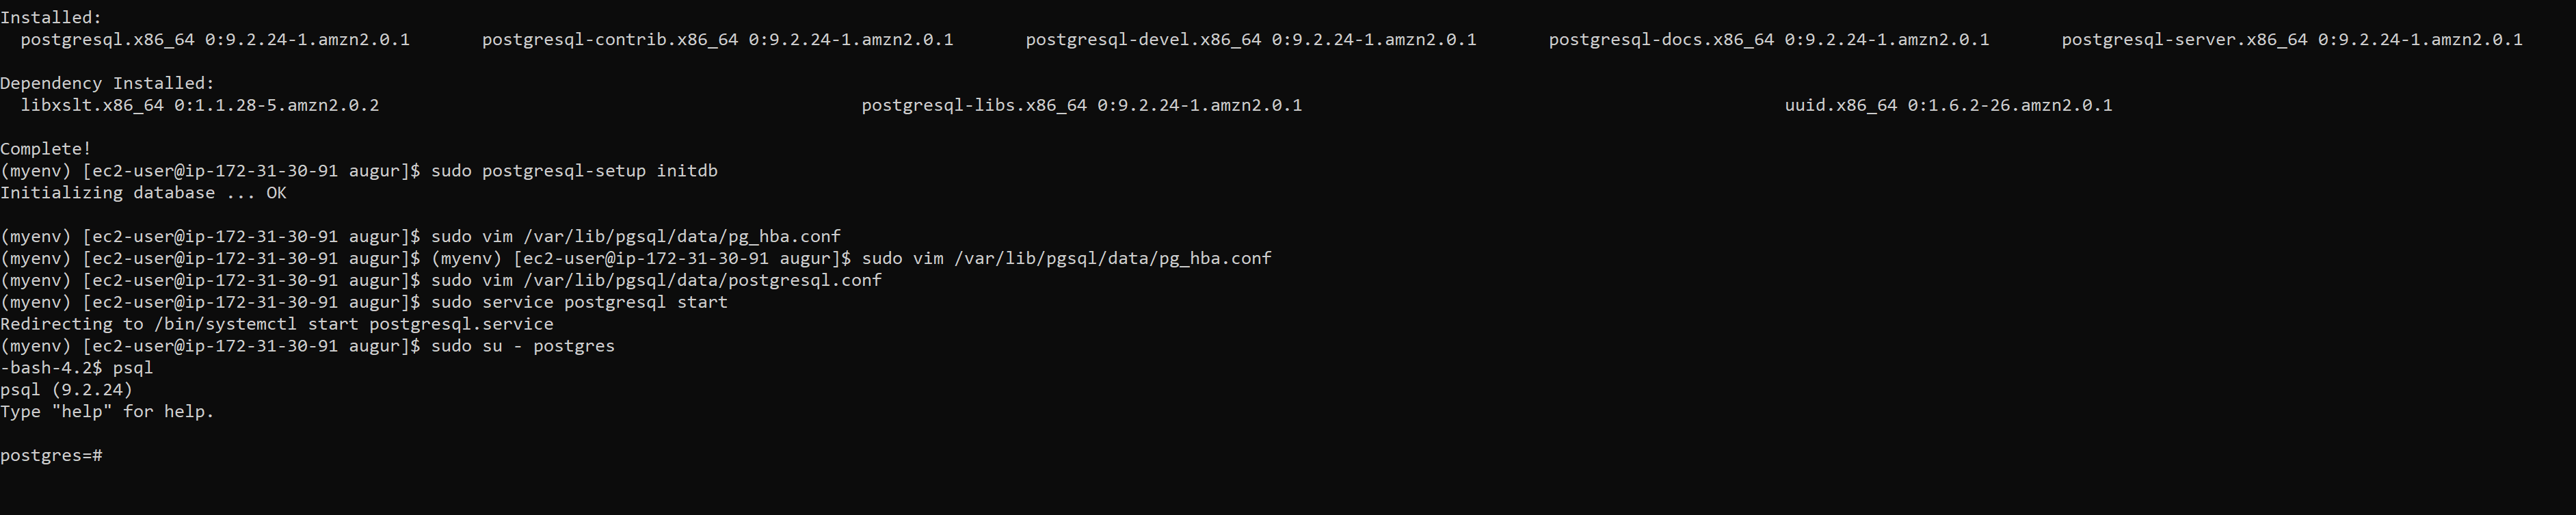 Installed:
  postgresql.x86_64 0:9.2.24-1.amzn2.0.1       postgresql-contrib.x86_64 0:9.2.24-1.amzn2.0.1       postgresql-devel.x86_64 0:9.2.24-1.amzn2.0.1       postgresql-docs.x86_64 0:9.2.24-1.amzn2.0.1       postgresql-server.x86_64 0:9.2.24-1.amzn2.0.1
Dependency Installed:
  libxslt.x86_64 0:1.1.28-5.amzn2.0.2       postgresql-libs.x86_64 0:9.2.24-1.amzn2.0.1       uuid.x86_64 0:1.6.2-26.amzn2.0.1
Complete!
(myenv) [ec2-user@ip-172-31-30-91 augur]$ sudo postgresql-setup initdb
Initializing database ... OK
(myenv) [ec2-user@ip-172-31-30-91 augur]$ sudo vim /var/lib/pgsql/data/pg_hba.conf
(myenv) [ec2-user@ip-172-31-30-91 augur]$ (myenv) [ec2-user@ip-172-31-30-91 augur]$ sudo vim /var/lib/pgsql/data/pg_hba.conf
(myenv) [ec2-user@ip-172-31-30-91 augur]$ sudo vim /var/lib/pgsql/data/postgresql.conf
(myenv) [ec2-user@ip-172-31-30-91 augur]$ sudo service postgresql start
Redirecting to /bin/systemctl start postgresql.service
(myenv) [ec2-user@ip-172-31-30-91 augur]$ sudo su - postgres
-bash-4.2$ psql
psql (9.2.24)
Type "help" for help.
postgres=#